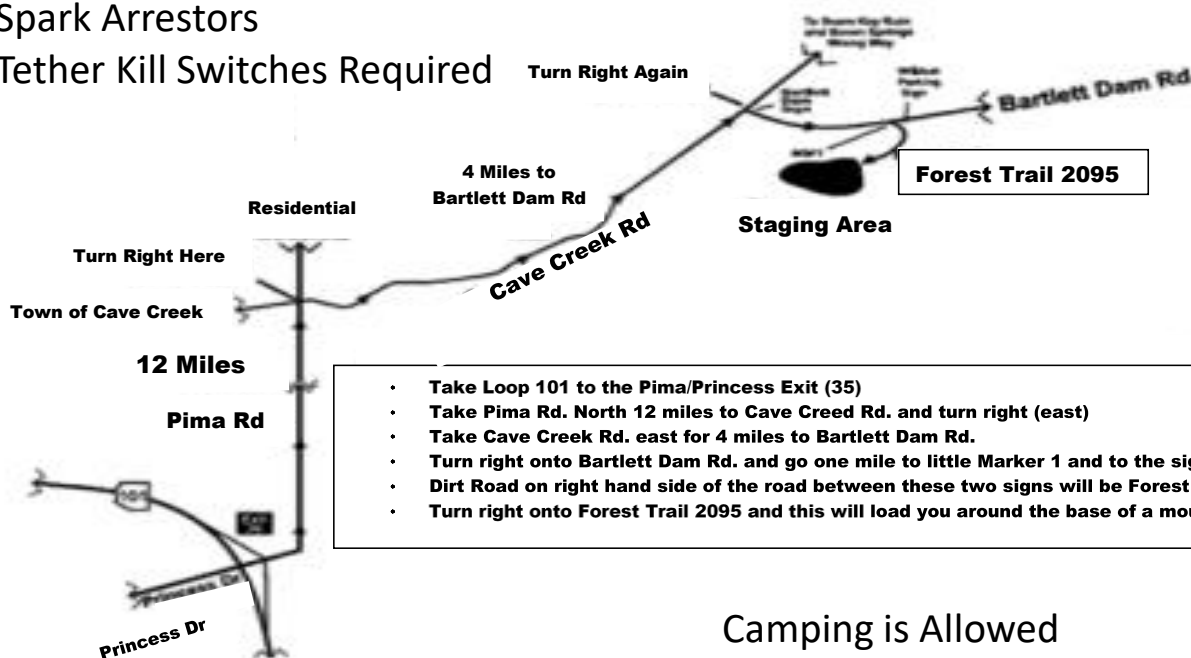 Spark Arrestors
Tether Kill Switches Required
Turn Right Again
Bartlett Dam Rd
4 Miles to
Bartlett Dam Rd
Forest Trail 2095
Residential
Staging Area
Cave Creek Rd
Turn Right Here
Town of Cave Creek
12 Miles
Pima Rd
• Take Loop 101 to the Pima/Princess Exit (35)
• Take Pima Rd. North 12 miles to Cave Creed Rd. and turn right (east)
• Take Cave Creek Rd. east for 4 miles to Bartlett Dam Rd.
• Turn right onto Bartlett Dam Rd. and go one mile to little Marker 1 and to the
• Dirt Road on right hand side of the road between these two signs will be Forest
• Turn right onto Forest Trail 2095 and this will load you around the base of a
101
Princess Dr
Princess Dr
Camping is Allowed